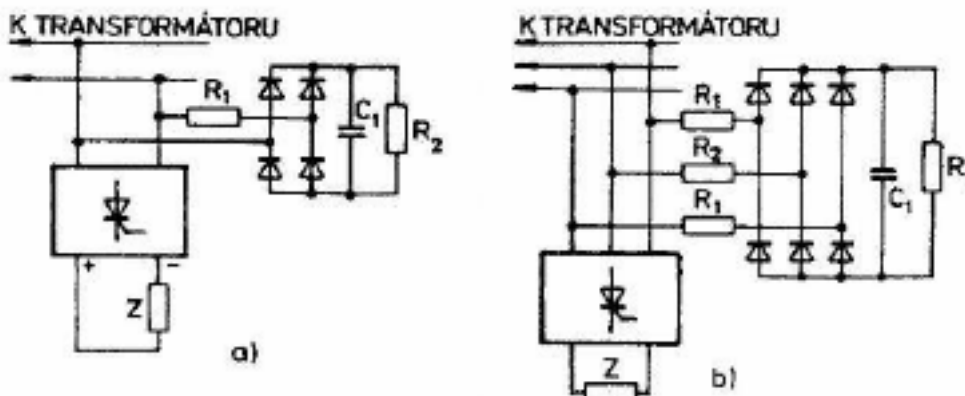 K TRANSFORMÁTORU
R1
C1
R2
+ −
Z
a)
K TRANSFORMÁTORU
R1
R2
R1
C1
R
Z
b)